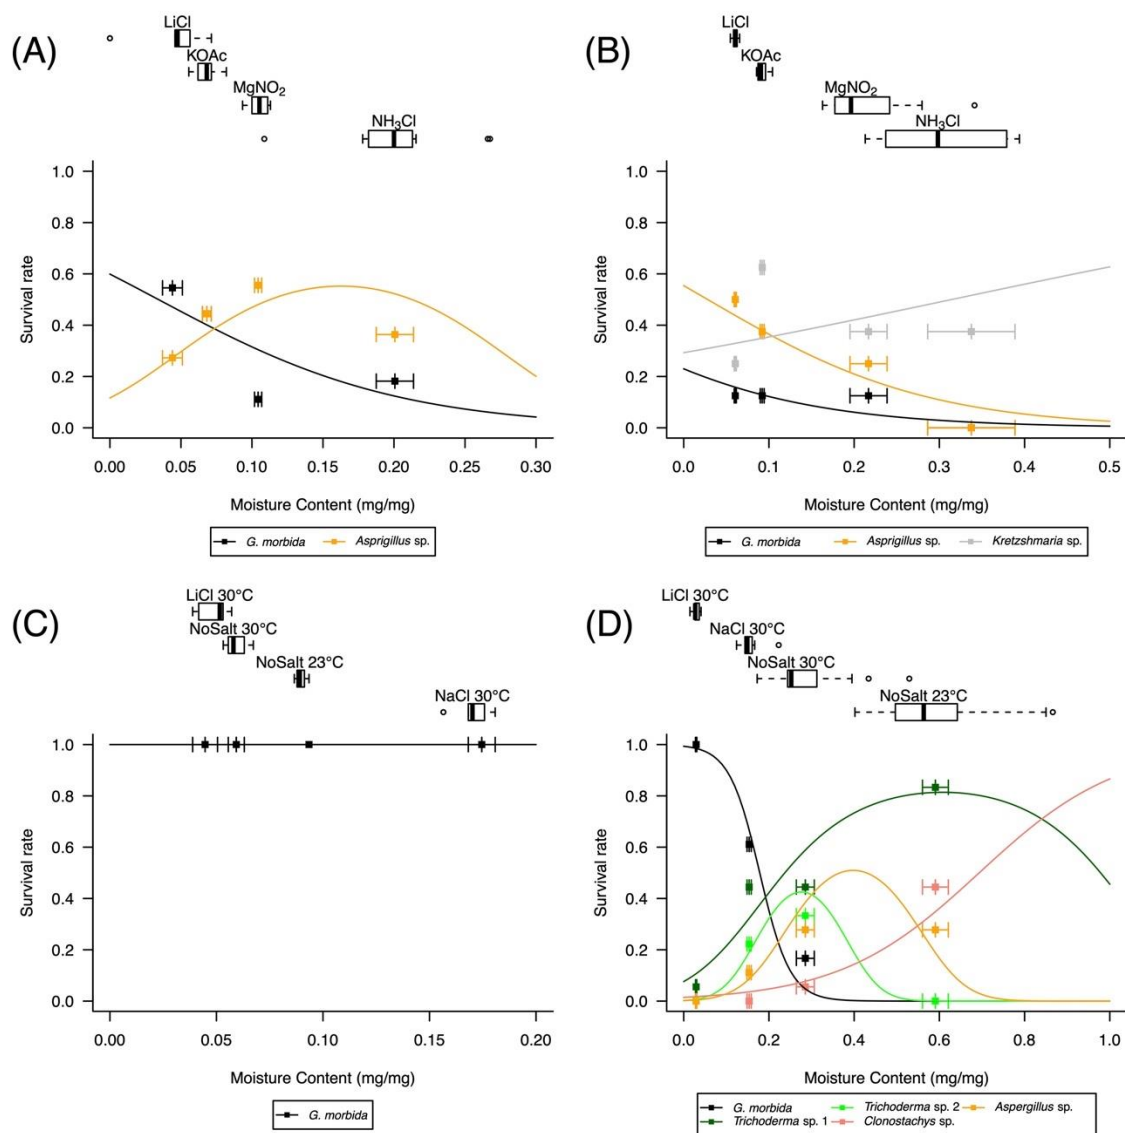 (A)
LiCl
KOAc
MgNO₂
NH₃Cl
1.0
0.8
0.6
0.4
0.2
0.0
Survival rate
0.00 0.05 0.10 0.15 0.20 0.25 0.30
Moisture Content (mg/mg)
G. morbida Asprigillus sp.
(B)
LiCl
KOAc
MgNO₂
NH₃Cl
1.0
0.8
0.6
0.4
0.2
0.0
Survival rate
0.0 0.1 0.2 0.3 0.4 0.5
Moisture Content (mg/mg)
G. morbida Asprigillus sp. Kretzshmaria sp.
(C)
LiCl 30°C
NoSalt 30°C
NoSalt 23°C
NaCl 30°C
1.0
0.8
0.6
0.4
0.2
0.0
Survival rate
0.00 0.05 0.10 0.15 0.20
Moisture Content (mg/mg)
G. morbida
(D)
LiCl 30°C
NaCl 30°C
NoSalt 30°C
NoSalt 23°C
1.0
0.8
0.6
0.4
0.2
0.0
Survival rate
0.0 0.2 0.4 0.6 0.8 1.0
Moisture Content (mg/mg)
G. morbida Trichoderma sp. 2 Aspergillus sp.
Trichoderma sp. 1 Clonostachys sp.